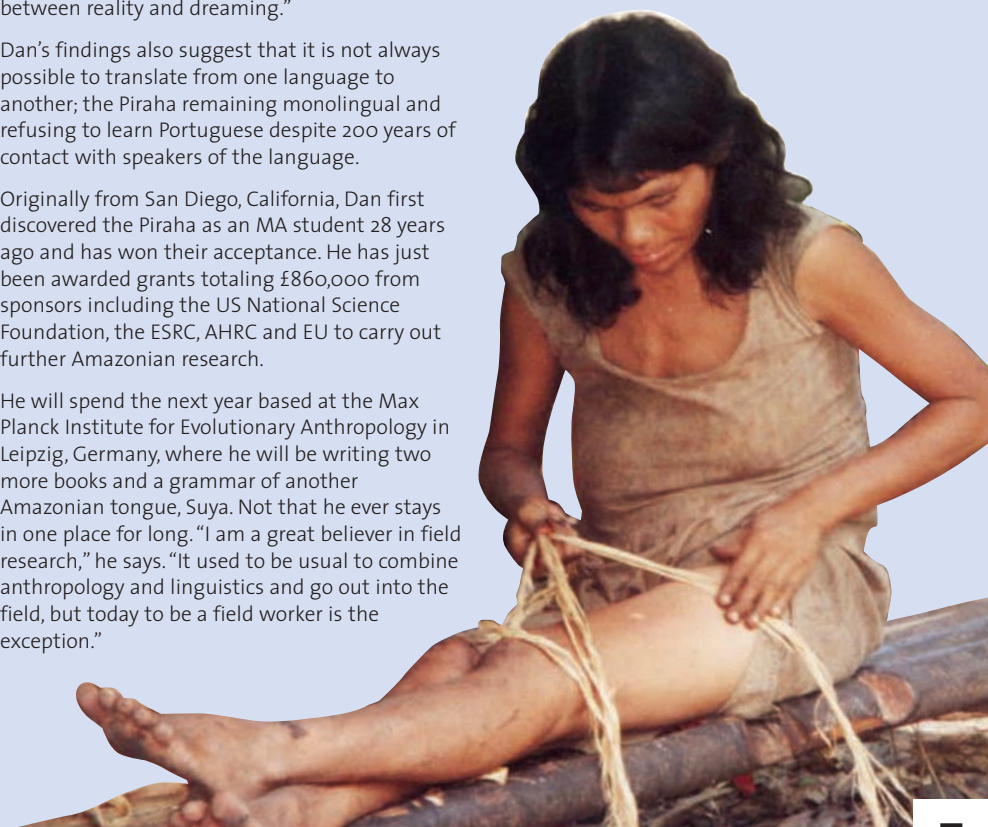 between reality and dreaming.”
Dan’s findings also suggest that it is not always
possible to translate from one language to
another; the Piraha remaining monolingual and
refusing to learn Portuguese despite 200 years of
contact with speakers of the language.
Originally from San Diego, California, Dan first
discovered the Piraha as an MA student 28 years
ago and has won their acceptance. He has just
been awarded grants totaling £860,000 from
sponsors including the US National Science
Foundation, the ESRC, AHRC and EU to carry out
further Amazonian research.
He will spend the next year based at the Max
Planck Institute for Evolutionary Anthropology in
Leipzig, Germany, where he will be writing two
more books and a grammar of another
Amazonian tongue, Suya. Not that he ever stays
in one place for long. “I am a great believer in field
research,” he says. “It used to be usual to combine
anthropology and linguistics and go out into the
field, but today to be a field worker is the
exception.”